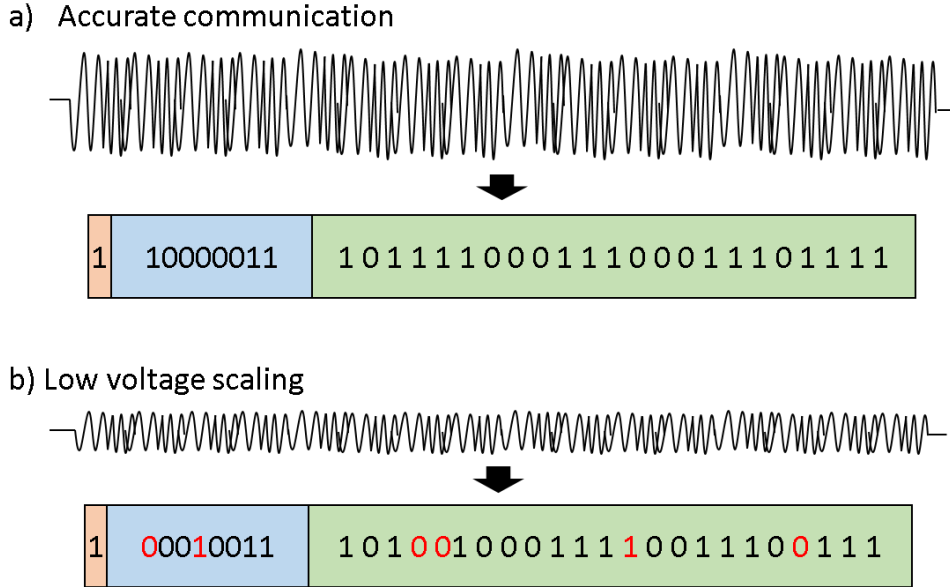 a) Accurate communication
1 10000011 1 0 1 1 1 1 0 0 0 1 1 1 0 0 0 1 1 1 0 1 1 1 1
b) Low voltage scaling
1 00010011 1 0 1 0 0 1 0 0 0 1 1 1 1 0 0 1 1 1 0 0 1 1 1